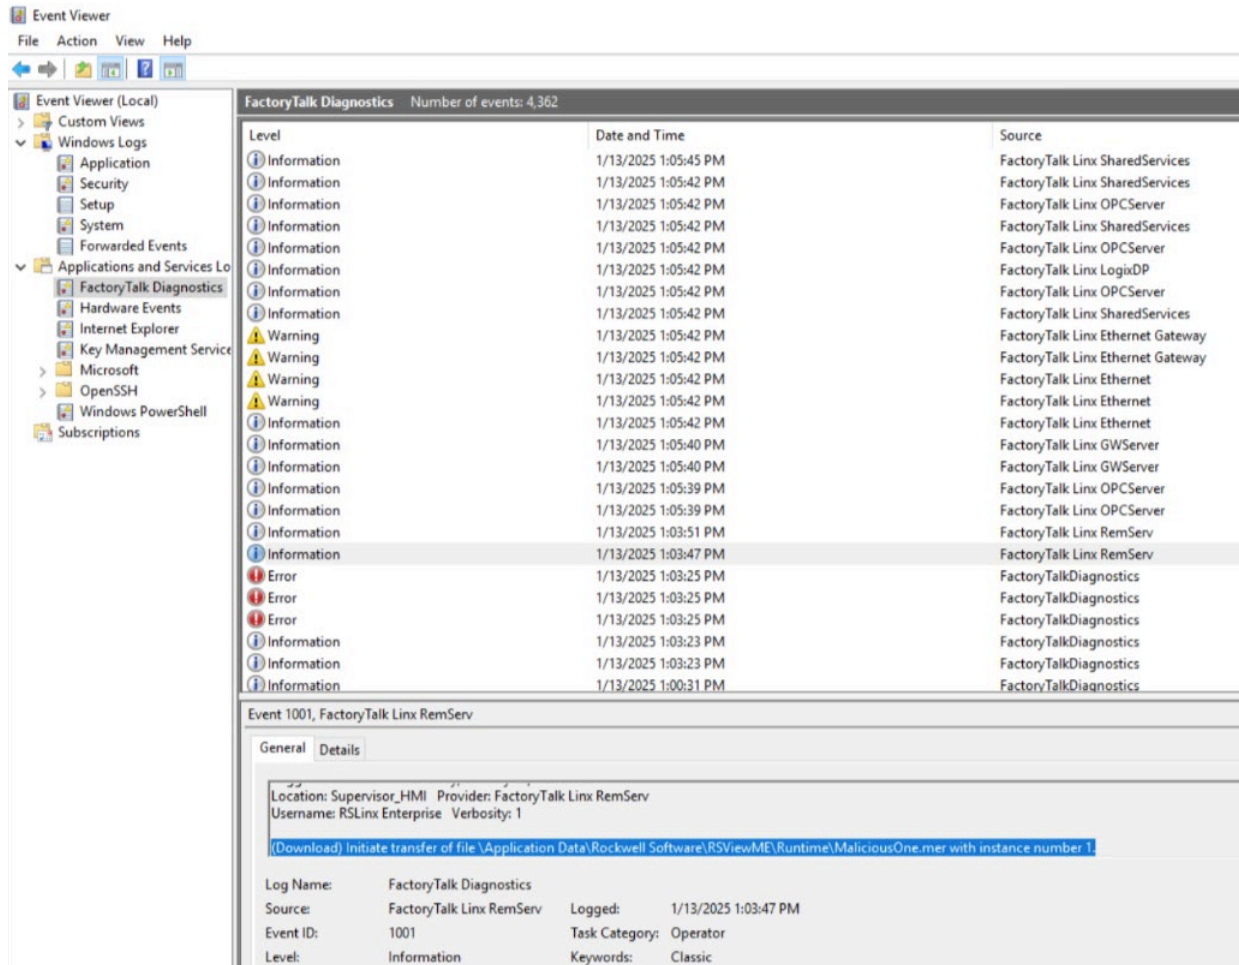 Event Viewer
File Action View Help
Event Viewer (Local)
Custom Views
Windows Logs
Application
Security
Setup
System
Forwarded Events
Applications and Services Lo
FactoryTalk Diagnostics
Hardware Events
Internet Explorer
Key Management Service
Microsoft
OpenSSH
Windows PowerShell
Subscriptions
FactoryTalk Diagnostics Number of events: 4,362
Level Date and Time Source
Information 1/13/2025 1:05:45 PM FactoryTalk Linx SharedServices
Information 1/13/2025 1:05:42 PM FactoryTalk Linx SharedServices
Information 1/13/2025 1:05:42 PM FactoryTalk Linx OPCServer
Information 1/13/2025 1:05:42 PM FactoryTalk Linx SharedServices
Information 1/13/2025 1:05:42 PM FactoryTalk Linx OPCServer
Information 1/13/2025 1:05:42 PM FactoryTalk Linx LogixDP
Information 1/13/2025 1:05:42 PM FactoryTalk Linx OPCServer
Information 1/13/2025 1:05:42 PM FactoryTalk Linx SharedServices
Warning 1/13/2025 1:05:42 PM FactoryTalk Linx Ethernet Gateway
Warning 1/13/2025 1:05:42 PM FactoryTalk Linx Ethernet Gateway
Warning 1/13/2025 1:05:42 PM FactoryTalk Linx Ethernet
Warning 1/13/2025 1:05:42 PM FactoryTalk Linx Ethernet
Information 1/13/2025 1:05:42 PM FactoryTalk Linx Ethernet
Information 1/13/2025 1:05:40 PM FactoryTalk Linx GWServer
Information 1/13/2025 1:05:40 PM FactoryTalk Linx GWServer
Information 1/13/2025 1:05:39 PM FactoryTalk Linx OPCServer
Information 1/13/2025 1:05:39 PM FactoryTalk Linx OPCServer
Information 1/13/2025 1:03:51 PM FactoryTalk Linx RemServ
Information 1/13/2025 1:03:47 PM FactoryTalk Linx RemServ
Error 1/13/2025 1:03:25 PM FactoryTalkDiagnostics
Error 1/13/2025 1:03:25 PM FactoryTalkDiagnostics
Error 1/13/2025 1:03:25 PM FactoryTalkDiagnostics
Information 1/13/2025 1:03:23 PM FactoryTalkDiagnostics
Information 1/13/2025 1:03:23 PM FactoryTalkDiagnostics
Information 1/13/2025 1:00:31 PM FactoryTalkDiagnostics
Event 1001, FactoryTalk Linx RemServ
General Details
Location: Supervisor_HMI Provider: FactoryTalk Linx RemServ
Username: RSLinx Enterprise Verbosity: 1
(Download) Initiate transfer of file \Application Data\Rockwell Software\RSViewME\Runtime\MaliciousOne.mer with instance number 1.
Log Name: FactoryTalk Diagnostics
Source: FactoryTalk Linx RemServ Logged: 1/13/2025 1:03:47 PM
Event ID: 1001 Task Category: Operator
Level: Information Keywords: Classic